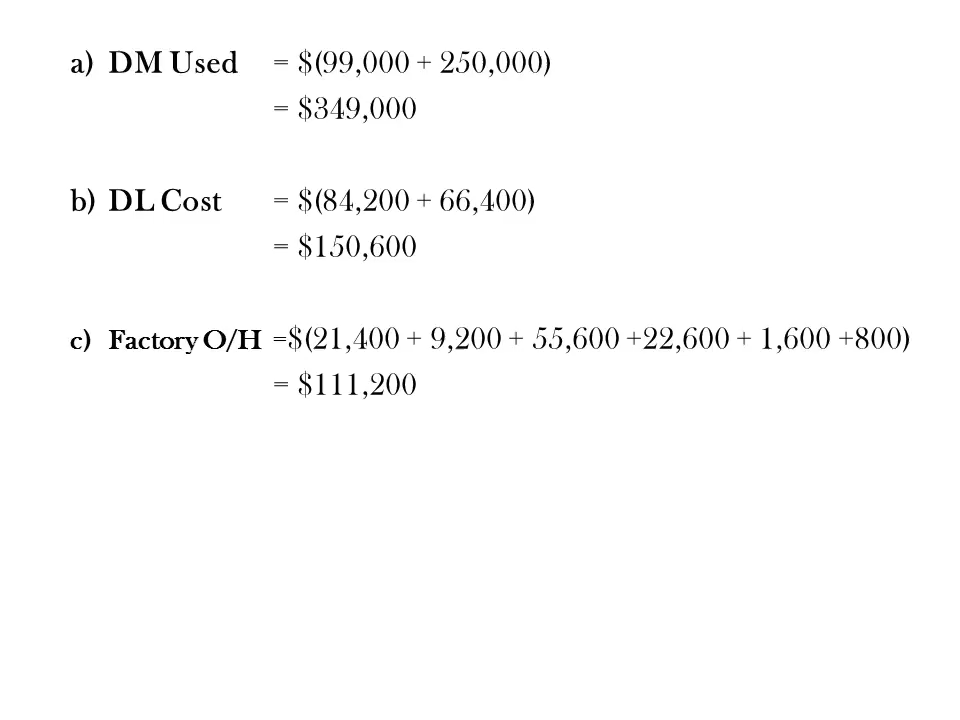 a) DM Used = $(99,000 + 250,000)
= $349,000
b) DL Cost = $(84,200 + 66,400)
= $150,600
c) Factory O/H =$(21,400 + 9,200 + 55,600 +22,600 + 1,600 +800)
= $111,200